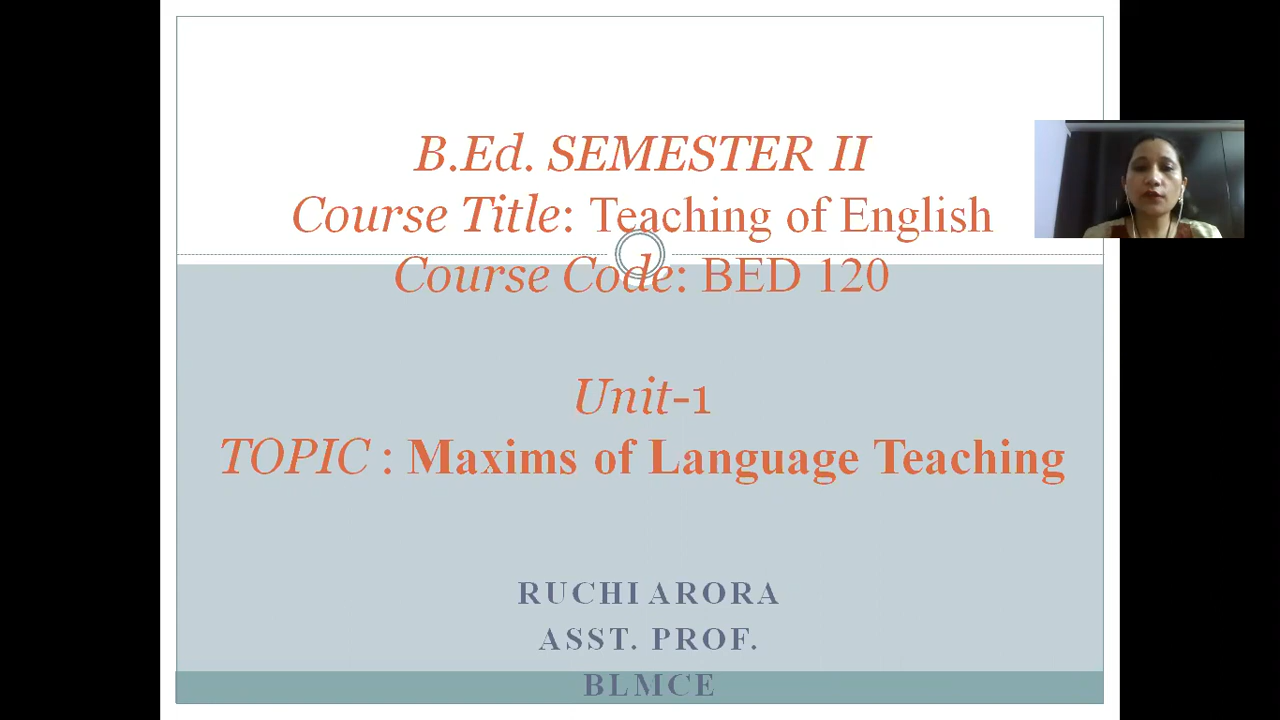 B.Ed. SEMESTER II
Course Title: Teaching of English
Course Code: BED 120
Unit-1
TOPIC : Maxims of Language Teaching
RUCHI ARORA
ASST. PROF.
BLMCE